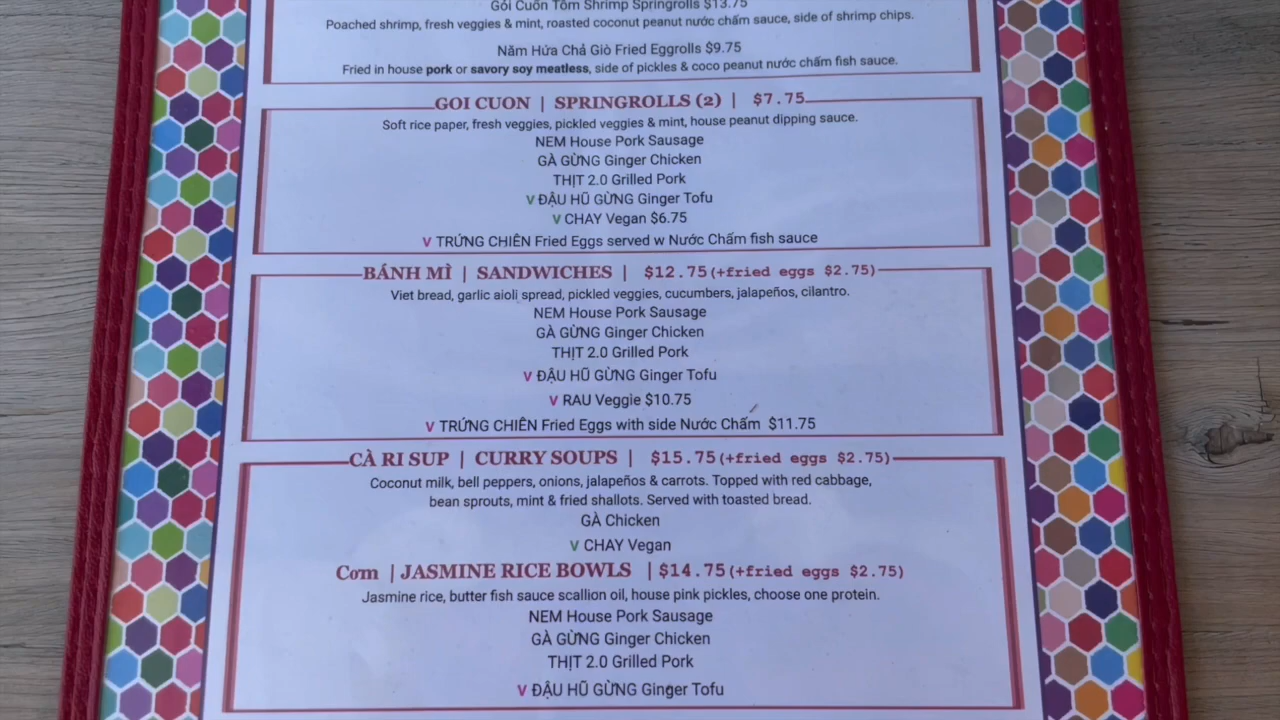 Gỏi Cuốn Tôm Shrimp Springrolls $13.75
Poached shrimp, fresh veggies & mint, roasted coconut peanut nước chấm sauce, side of shrimp chips.
Năm Hứa Chả Giò Fried Eggrolls $9.75
Fried in house pork or savory soy meatless, side of pickles & coco peanut nước chấm fish sauce.
GOI CUON | SPRINGROLLS (2) | $7.75
Soft rice paper, fresh veggies, pickled veggies & mint, house peanut dipping sauce.
NEM House Pork Sausage
GÀ GỪNG Ginger Chicken
THỊT 2.0 Grilled Pork
V ĐẬU HŨ GỪNG Ginger Tofu
V CHAY Vegan $6.75
V TRỨNG CHIÊN Fried Eggs served w Nước Chấm fish sauce
BÁNH MÌ | SANDWICHES | $12.75(+fried eggs $2.75)
Viet bread, garlic aioli spread, pickled veggies, cucumbers, jalapeños, cilantro.
NEM House Pork Sausage
GÀ GỪNG Ginger Chicken
THỊT 2.0 Grilled Pork
V ĐẬU HŨ GỪNG Ginger Tofu
V RAU Veggie $10.75
V TRỨNG CHIÊN Fried Eggs with side Nước Chấm $11.75
CÀ RI SUP | CURRY SOUPS | $15.75(+fried eggs $2.75)
Coconut milk, bell peppers, onions, jalapeños & carrots. Topped with red cabbage,
bean sprouts, mint & fried shallots. Served with toasted bread.
GÀ Chicken
V CHAY Vegan
Cơm | JASMINE RICE BOWLS | $14.75(+fried eggs $2.75)
Jasmine rice, butter fish sauce scallion oil, house pink pickles, choose one protein.
NEM House Pork Sausage
GÀ GỪNG Ginger Chicken
THỊT 2.0 Grilled Pork
V ĐẬU HŨ GỪNG Ginger Tofu